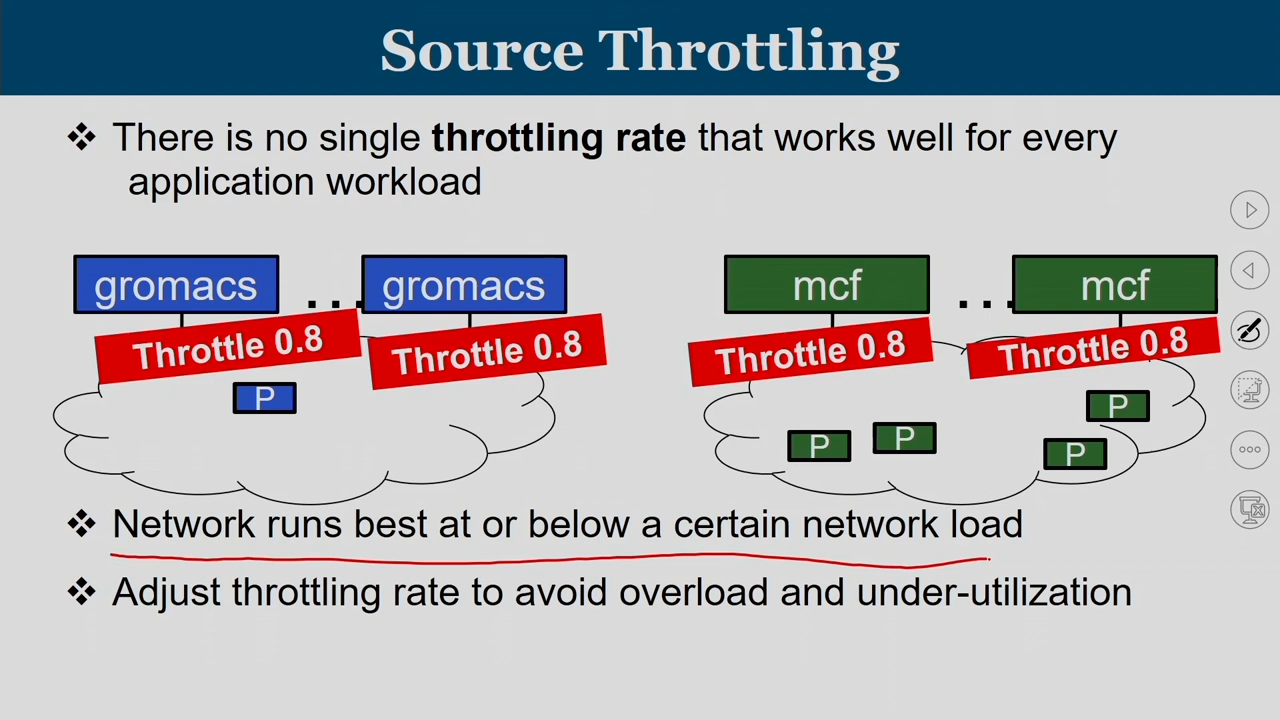 Source Throttling
❖ There is no single throttling rate that works well for every
application workload
gromacs ... gromacs
mcf ... mcf
Throttle 0.8
Throttle 0.8
Throttle 0.8
Throttle 0.8
P
P
P
P
P
❖ Network runs best at or below a certain network load
❖ Adjust throttling rate to avoid overload and under-utilization